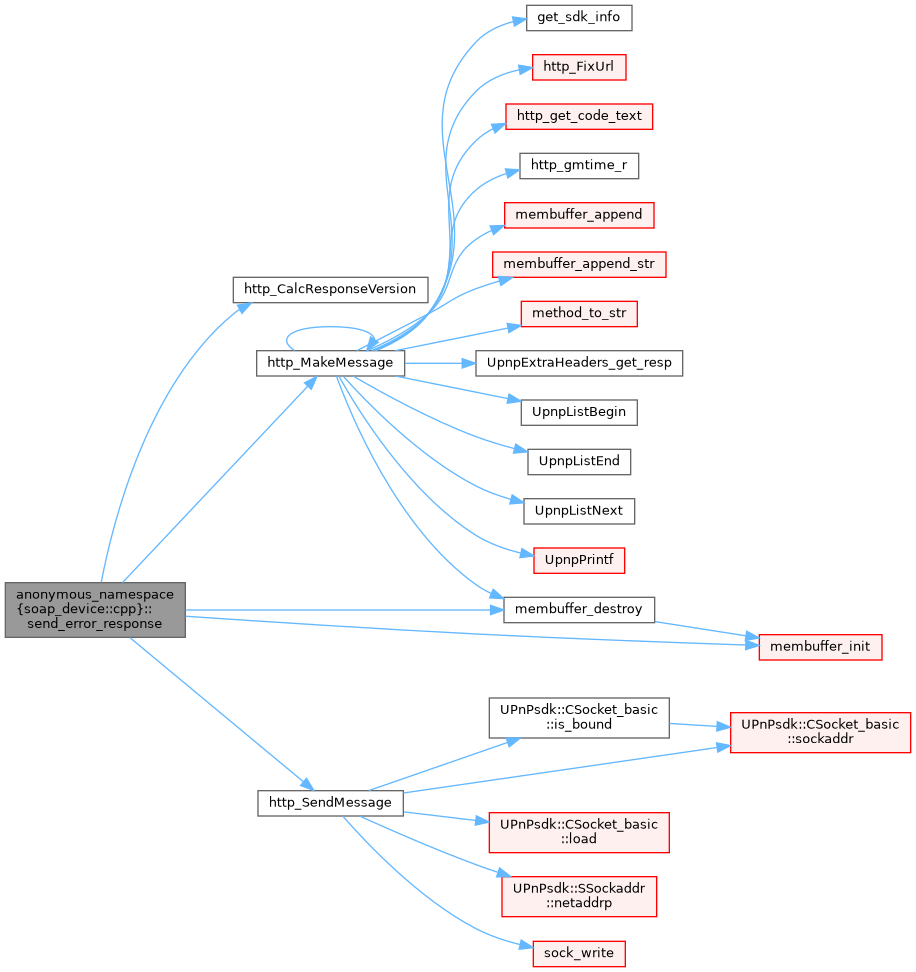 get_sdk_info
http_FixUrl
http_get_code_text
http_gmtime_r
membuffer_append
membuffer_append_str
http_CalcResponseVersion
method_to_str
http_MakeMessage
UpnpExtraHeaders_get_resp
UpnpListBegin
UpnpListEnd
UpnpListNext
UpnpPrintf
anonymous_namespace
{soap_device::cpp}::
send_error_response
membuffer_destroy
membuffer_init
UPnPsdk::CSocket_basic
::is_bound
UPnPsdk::CSocket_basic
::sockaddr
http_SendMessage
UPnPsdk::CSocket_basic
::load
UPnPsdk::SSockaddr
::netaddrp
sock_write